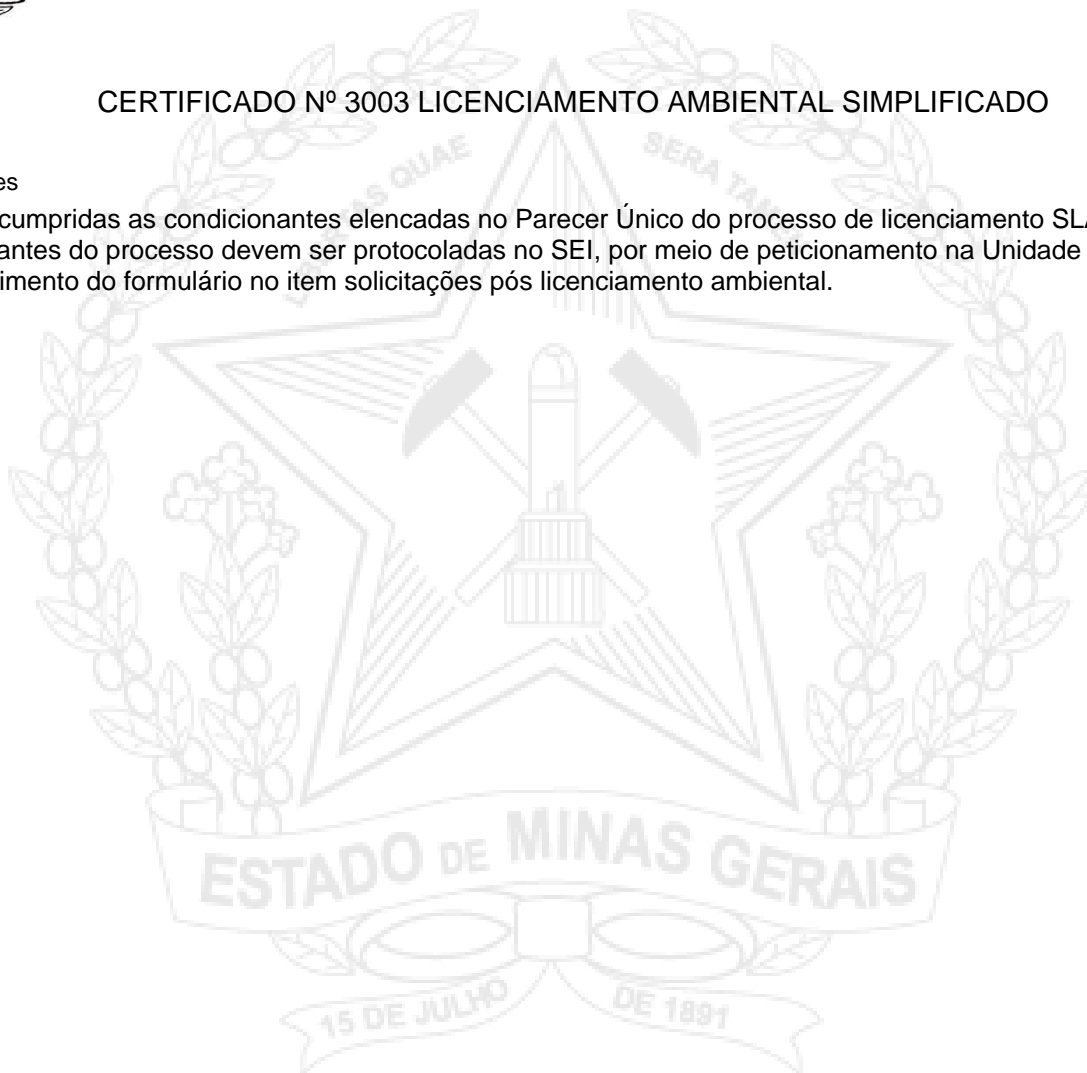 CERTIFICADO Nº 3003 LICENCIAMENTO AMBIENTAL SIMPLIFICADO
es
cumpridas as condicionantes elencadas no Parecer Único do processo de licenciamento SLA
antes do processo devem ser protocoladas no SEI, por meio de peticionamento na Unidade
imento do formulário no item solicitações pós licenciamento ambiental.
QUAE SERA TAMEN
ESTADO DE MINAS GERAIS
15 DE JULHO DE 1891